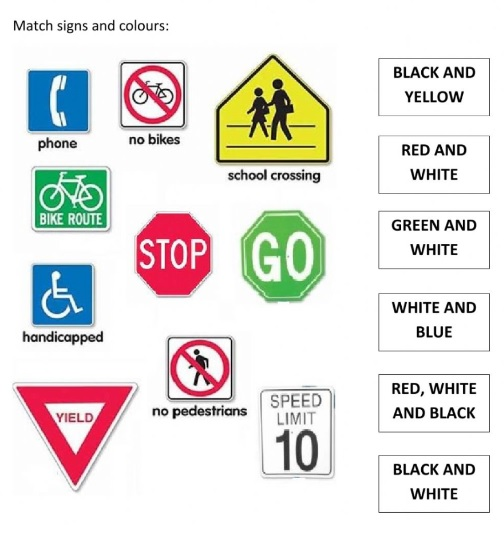 Match signs and colours:
phone
no bikes
school crossing
BIKE ROUTE
STOP
GO
handicapped
no pedestrians
YIELD
SPEED
LIMIT
10
BLACK AND
YELLOW
RED AND
WHITE
GREEN AND
WHITE
WHITE AND
BLUE
RED, WHITE
AND BLACK
BLACK AND
WHITE